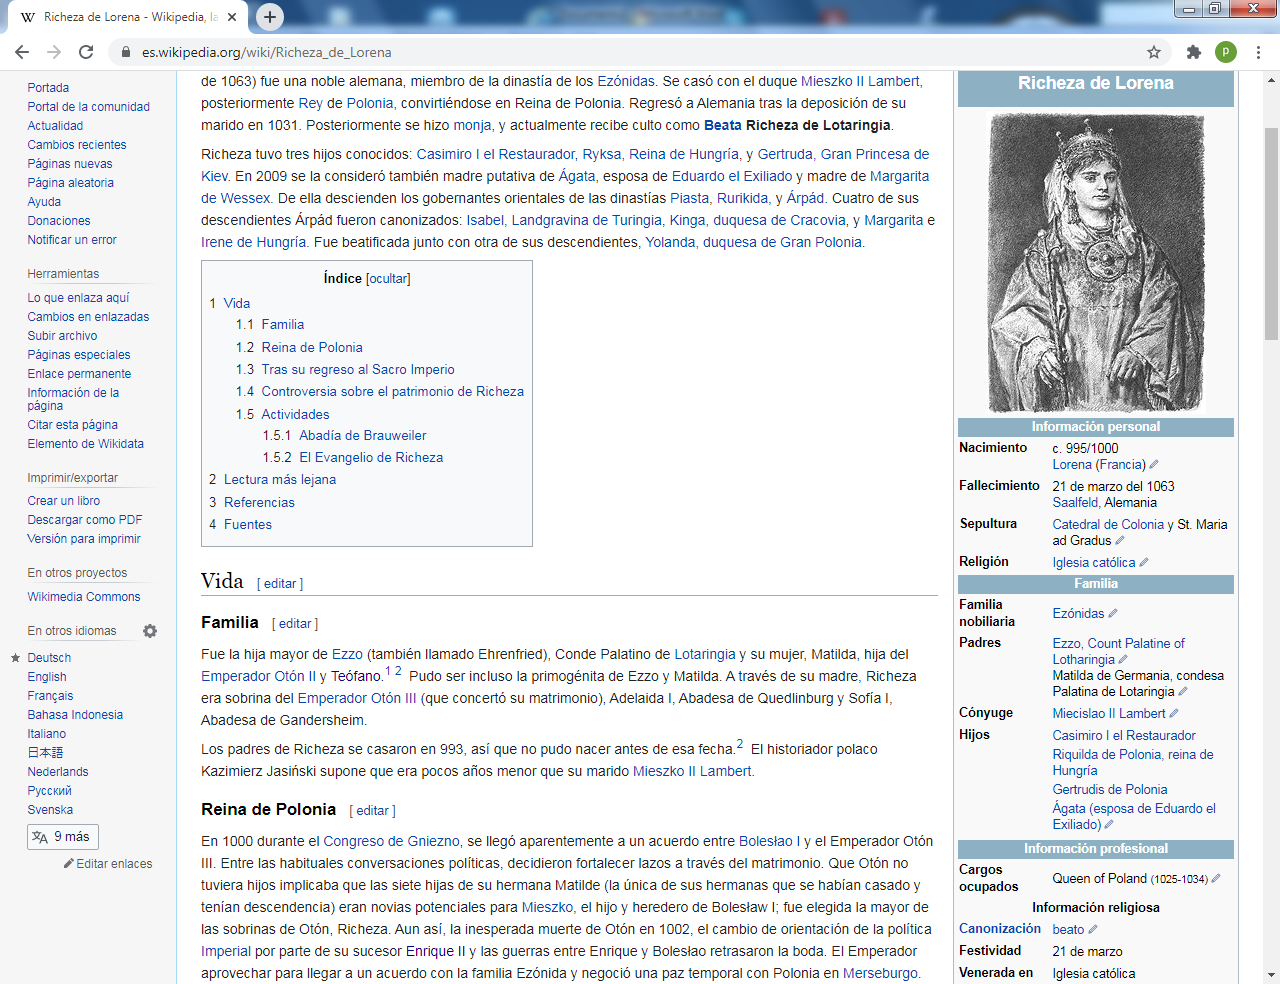 Richeza de Lorena - Wikipedia, la
es.wikipedia.org/wiki/Richeza_de_Lorena
P
Portada
Portal de la comunidad
Actualidad
Cambios recientes
Páginas nuevas
Página aleatoria
Ayuda
Donaciones
Notificar un error
Herramientas
Lo que enlaza aquí
Cambios en enlazadas
Subir archivo
Páginas especiales
Enlace permanente
Información de la
página
Citar esta página
Elemento de Wikidata
Imprimir/exportar
Crear un libro
Descargar como PDF
Versión para imprimir
En otros proyectos
Wikimedia Commons
En otros idiomas
Deutsch
English
Français
Bahasa Indonesia
Italiano
日本語
Nederlands
Русский
Svenska
9 más
Editar enlaces
de 1063) fue una noble alemana, miembro de la dinastía de los Ezónidas. Se casó con el duque Mieszko II Lambert,
posteriormente Rey de Polonia, convirtiéndose en Reina de Polonia. Regresó a Alemania tras la deposición de su
marido en 1031. Posteriormente se hizo monja, y actualmente recibe culto como Beata Richeza de Lotaringia.
Richeza tuvo tres hijos conocidos: Casimiro I el Restaurador, Ryksa, Reina de Hungría, y Gertruda, Gran Princesa de
Kiev. En 2009 se la consideró también madre putativa de Ágata, esposa de Eduardo el Exiliado y madre de Margarita
de Wessex. De ella descienden los gobernantes orientales de las dinastías Piasta, Rurikida, y Árpád. Cuatro de sus
descendientes Árpád fueron canonizados: Isabel, Landgravina de Turingia, Kinga, duquesa de Cracovia, y Margarita e
Irene de Hungría. Fue beatificada junto con otra de sus descendientes, Yolanda, duquesa de Gran Polonia.
Índice [ocultar]
1 Vida
1.1 Familia
1.2 Reina de Polonia
1.3 Tras su regreso al Sacro Imperio
1.4 Controversia sobre el patrimonio de Richeza
1.5 Actividades
1.5.1 Abadía de Brauweiler
1.5.2 El Evangelio de Richeza
2 Lectura más lejana
3 Referencias
4 Fuentes
Vida [ editar ]
Familia [ editar ]
Fue la hija mayor de Ezzo (también llamado Ehrenfried), Conde Palatino de Lotaringia y su mujer, Matilda, hija del
Emperador Otón II y Teófano.1 2 Pudo ser incluso la primogénita de Ezzo y Matilda. A través de su madre, Richeza
era sobrina del Emperador Otón III (que concertó su matrimonio), Adelaida I, Abadesa de Quedlinburg y Sofía I,
Abadesa de Gandersheim.
Los padres de Richeza se casaron en 993, así que no pudo nacer antes de esa fecha.2 El historiador polaco
Kazimierz Jasiński supone que era pocos años menor que su marido Mieszko II Lambert.
Reina de Polonia [ editar ]
En 1000 durante el Congreso de Gniezno, se llegó aparentemente a un acuerdo entre Bolesłao I y el Emperador Otón
III. Entre las habituales conversaciones políticas, decidieron fortalecer lazos a través del matrimonio. Que Otón no
tuviera hijos implicaba que las siete hijas de su hermana Matilde (la única de sus hermanas que se habían casado y
tenían descendencia) eran novias potenciales para Mieszko, el hijo y heredero de Bolesław I; fue elegida la mayor de
las sobrinas de Otón, Richeza. Aun así, la inesperada muerte de Otón en 1002, el cambio de orientación de la política
Imperial por parte de su sucesor Enrique II y las guerras entre Enrique y Bolesłao retrasaron la boda. El Emperador
aprovechar para llegar a un acuerdo con la familia Ezónida y negoció una paz temporal con Polonia en Merseburgo.
Richeza de Lorena
Información personal
Nacimiento c. 995/1000
Lorena (Francia)
Fallecimiento 21 de marzo del 1063
Saalfeld, Alemania
Sepultura Catedral de Colonia y St. Maria
ad Gradus
Religión Iglesia católica
Familia
Familia
nobiliaria Ezónidas
Padres Ezzo, Count Palatine of
Lotharingia
Matilda de Germania, condesa
Palatina de Lotaringia
Cónyuge Miecislao II Lambert
Hijos Casimiro I el Restaurador
Riquilda de Polonia, reina de
Hungría
Gertrudis de Polonia
Ágata (esposa de Eduardo el
Exiliado)
Información profesional
Cargos
ocupados Queen of Poland (1025-1034)
Información religiosa
Canonización beato
Festividad 21 de marzo
Venerada en Iglesia católica